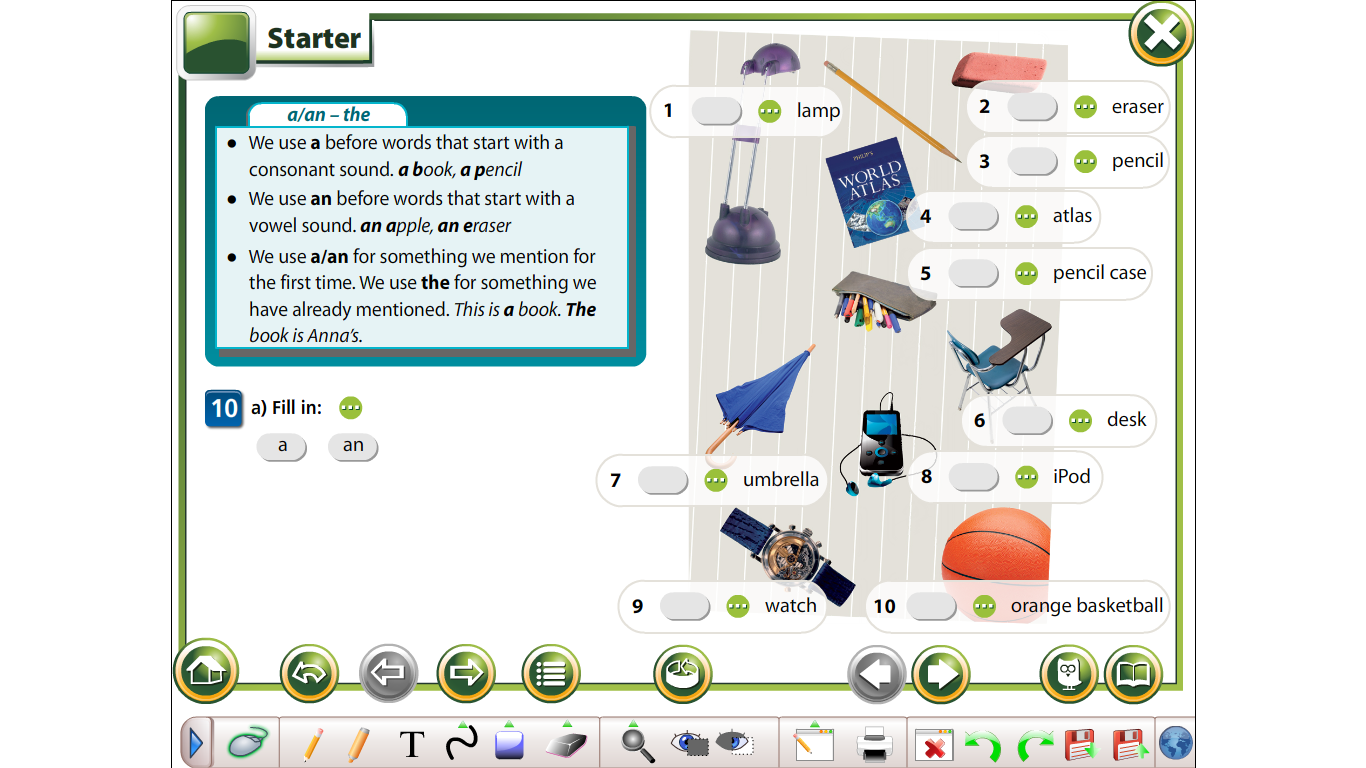 Starter
a/an – the
● We use a before words that start with a
consonant sound. a book, a pencil
● We use an before words that start with a
vowel sound. an apple, an eraser
● We use a/an for something we mention for
the first time. We use the for something we
have already mentioned. This is a book. The
book is Anna's.
10 a) Fill in:
a an
1 lamp
2 eraser
3 pencil
PHILIP'S
WORLD
ATLAS
4 atlas
5 pencil case
6 desk
7 umbrella
8 iPod
9 watch
10 orange basketball
T